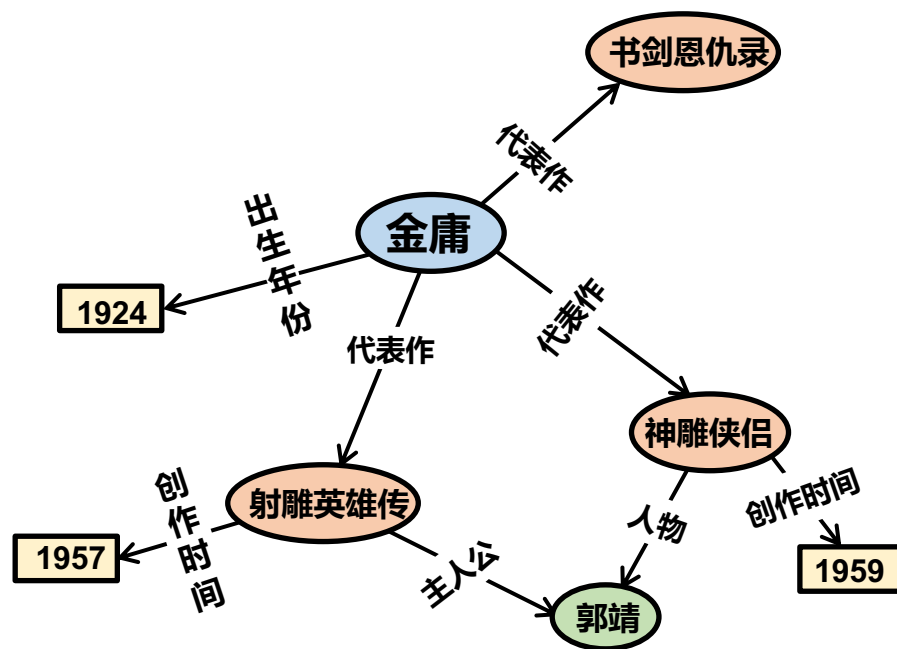 书剑恩仇录
代表作
金庸
出生年份
1924
代表作
代表作
神雕侠侣
射雕英雄传
创作时间
创作时间
人物
1957
主人公
1959
郭靖